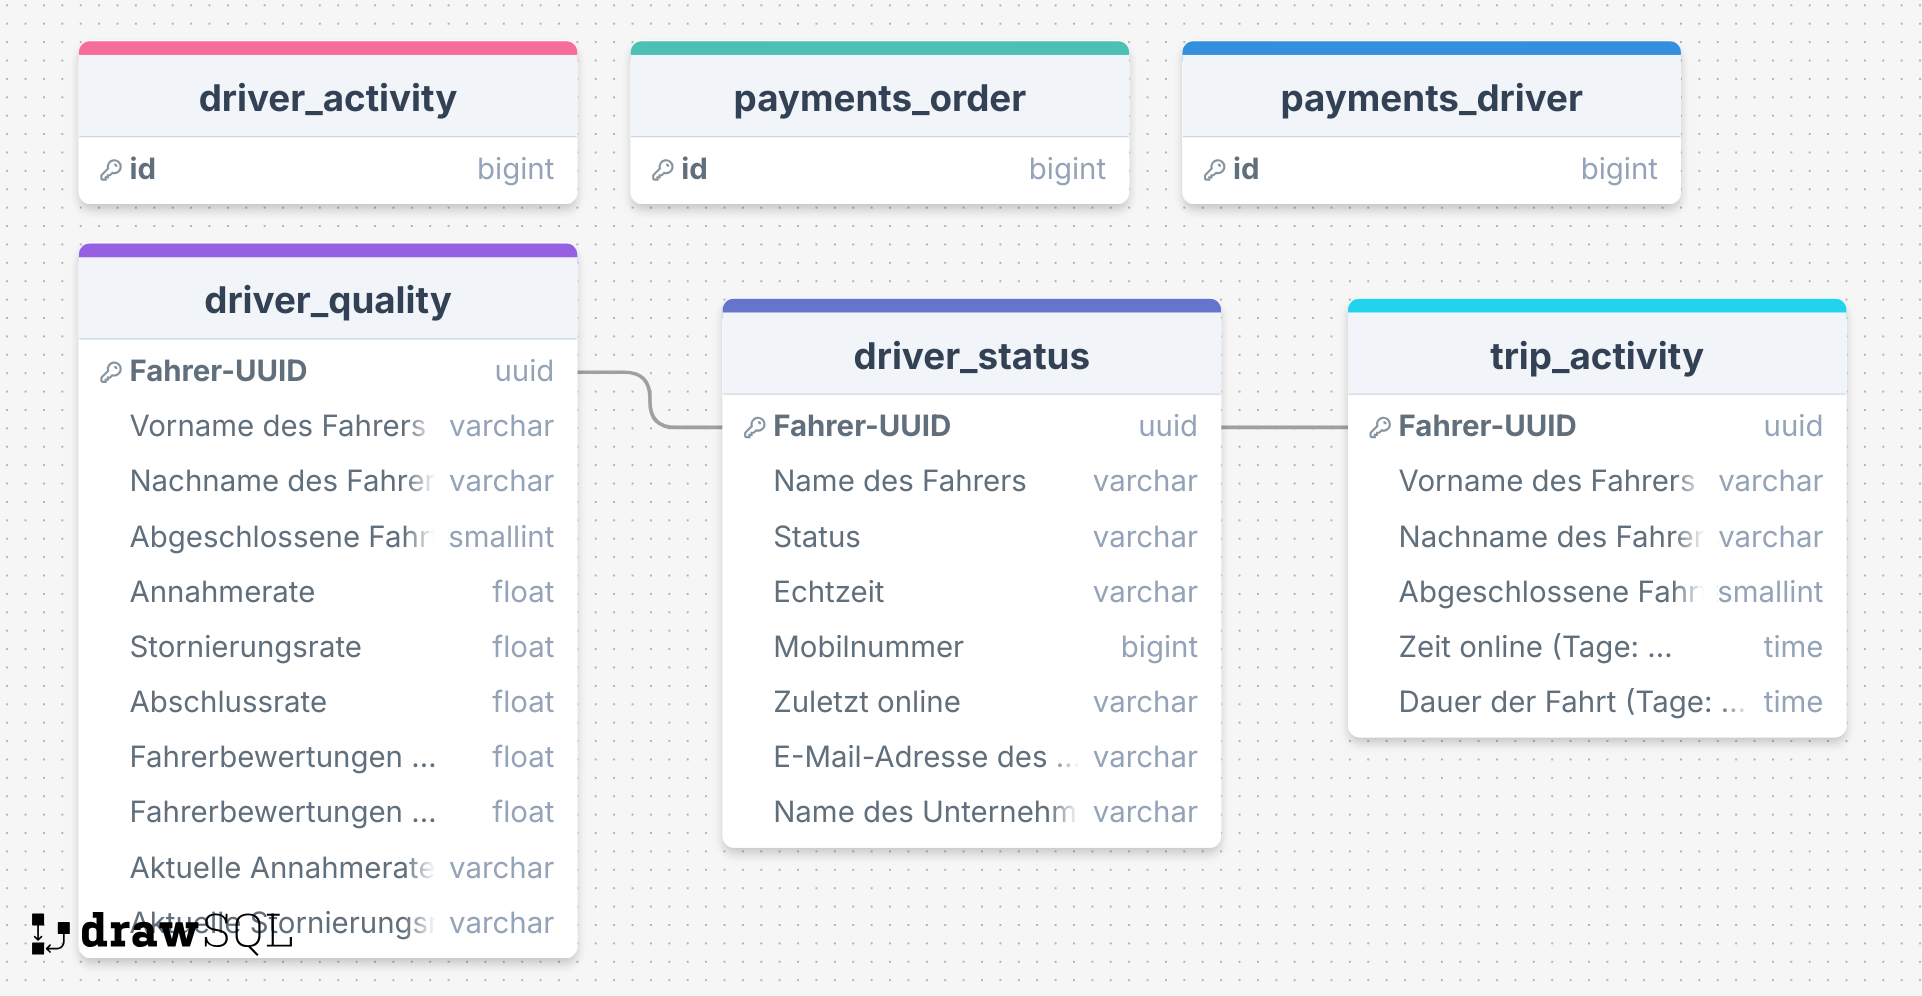 driver_activity
id bigint
payments_order
id bigint
payments_driver
id bigint
driver_quality
Fahrer-UUID uuid
Vorname des Fahrers varchar
Nachname des Fahrer varchar
Abgeschlossene Fahr smallint
Annahmerate float
Stornierungsrate float
Abschlussrate float
Fahrerbewertungen ... float
Fahrerbewertungen ... float
Aktuelle Annahmerate varchar
Aktuelle Stornierungsr varchar
driver_status
Fahrer-UUID uuid
Name des Fahrers varchar
Status varchar
Echtzeit varchar
Mobilnummer bigint
Zuletzt online varchar
E-Mail-Adresse des ... varchar
Name des Unternehm varchar
trip_activity
Fahrer-UUID uuid
Vorname des Fahrers varchar
Nachname des Fahrer varchar
Abgeschlossene Fahr smallint
Zeit online (Tage: ... time
Dauer der Fahrt (Tage: ... time
drawSQL